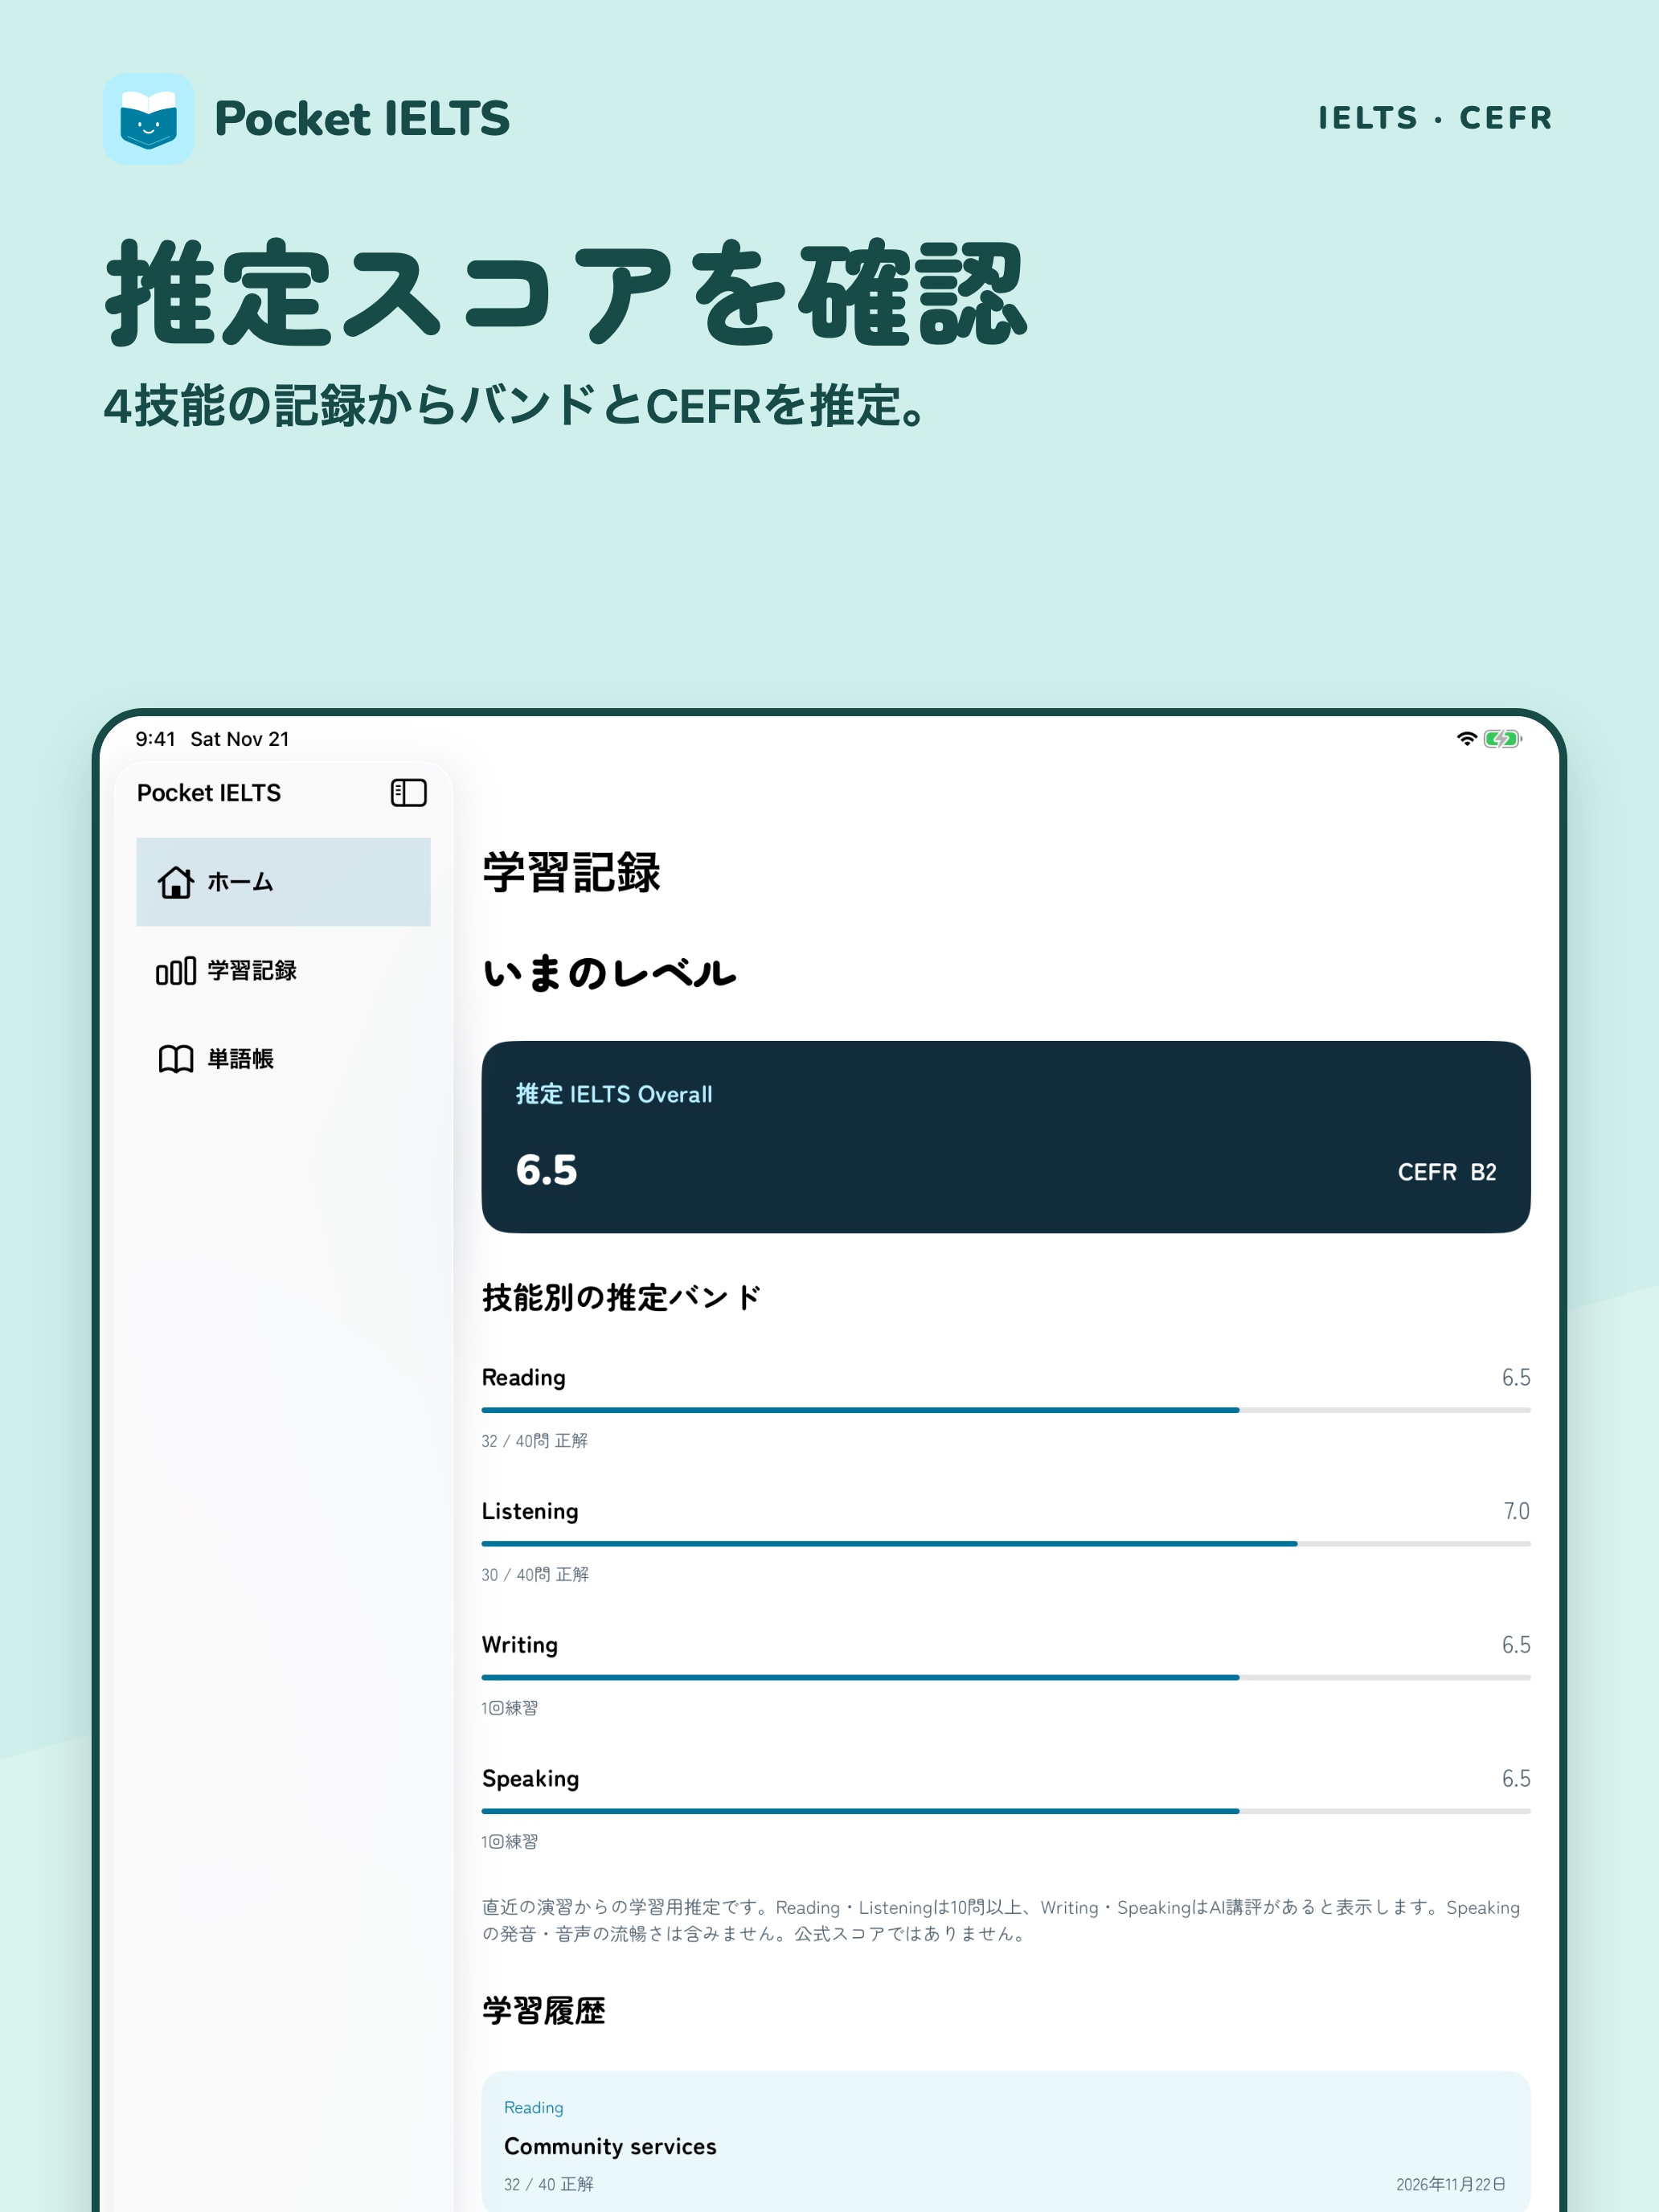 Pocket IELTS
IELTS · CEFR
推定スコアを確認
4技能の記録からバンドとCEFRを推定。
9:41 Sat Nov 21
Pocket IELTS
ホーム
学習記録
単語帳
学習記録
いまのレベル
推定 IELTS Overall
6.5
CEFR B2
技能別の推定バンド
Reading 6.5
32 / 40問 正解
Listening 7.0
30 / 40問 正解
Writing 6.5
1回練習
Speaking 6.5
1回練習
直近の演習からの学習用推定です。Reading・Listeningは10問以上、Writing・SpeakingはAI講評があると表示します。Speaking
の発音・音声の流暢さは含みません。公式スコアではありません。
学習履歴
Reading
Community services
32 / 40 正解 2026年11月22日